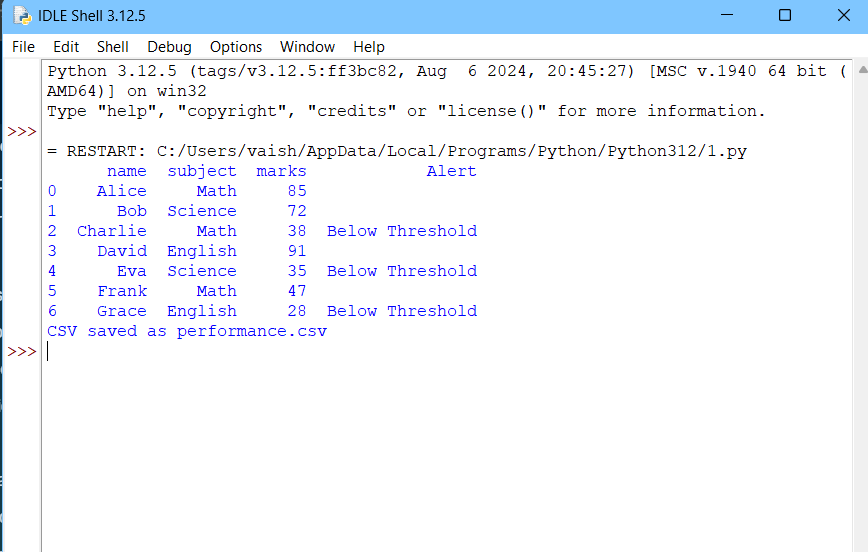 IDLE Shell 3.12.5
File Edit Shell Debug Options Window Help
Python 3.12.5 (tags/v3.12.5:ff3bc82, Aug  6 2024, 20:45:27) [MSC v.1940 64 bit (
AMD64)] on win32
Type "help", "copyright", "credits" or "license()" for more information.
>>>
= RESTART: C:/Users/vaish/AppData/Local/Programs/Python/Python312/1.py
      name  subject  marks            Alert
0    Alice     Math     85
1      Bob  Science     72
2  Charlie     Math     38  Below Threshold
3    David  English     91
4      Eva  Science     35  Below Threshold
5    Frank     Math     47
6    Grace  English     28  Below Threshold
CSV saved as performance.csv
>>>